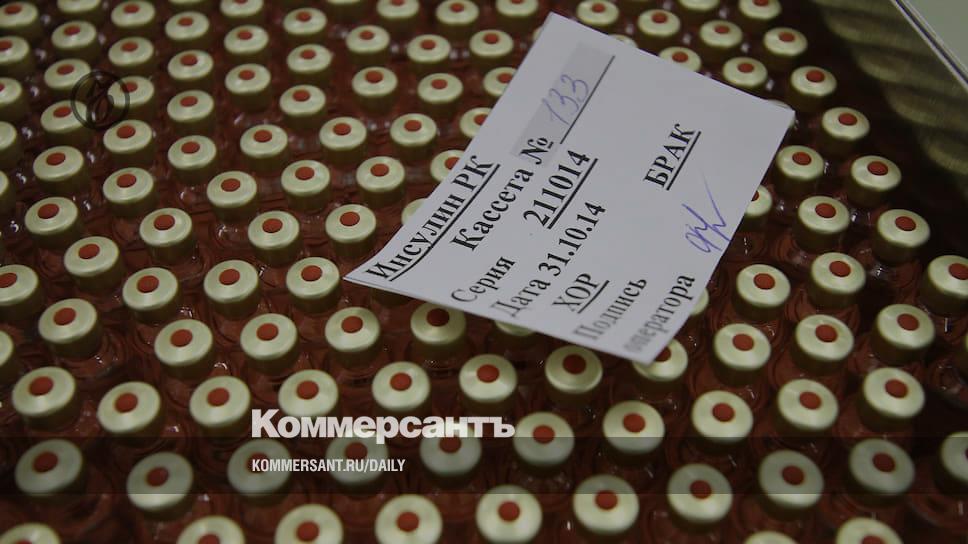 Инсулин РК
Кассета № 133
Серия 211014
Дата 31.10.14
ХОР БРАК
Подпись
оператора
Коммерсантъ
KOMMERSANT.RU/DAILY